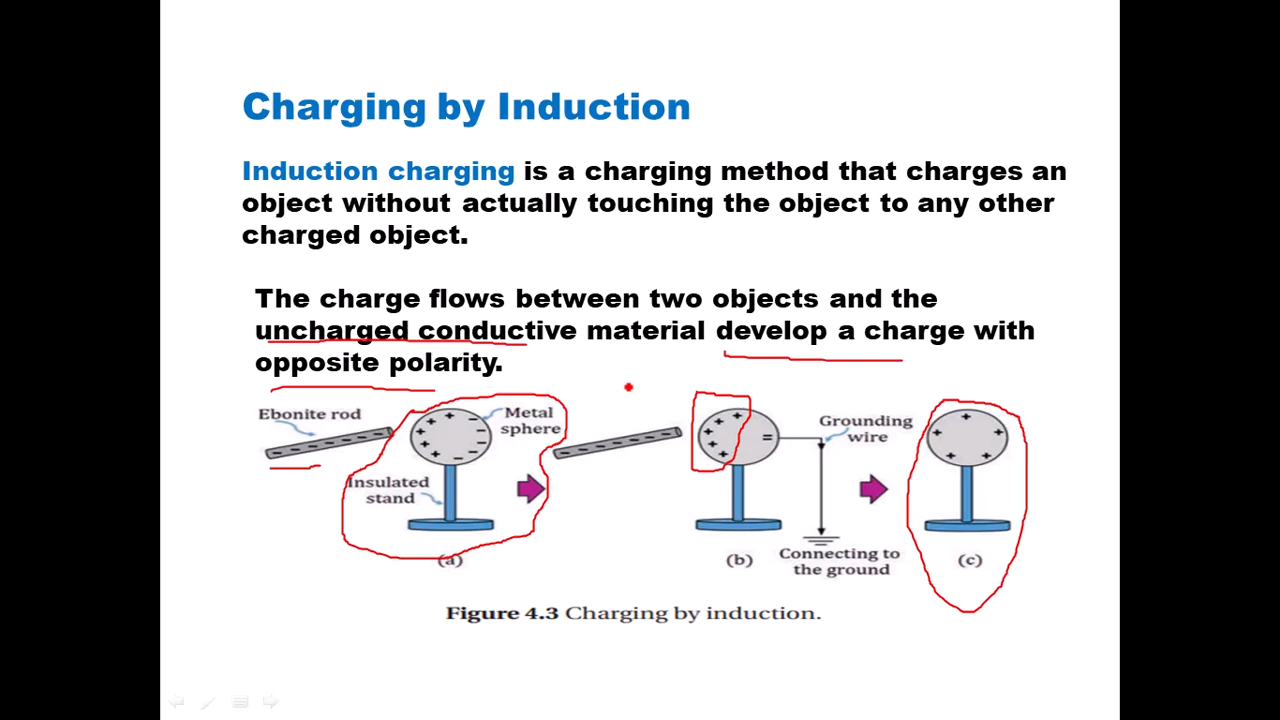 Charging by Induction
Induction charging is a charging method that charges an
object without actually touching the object to any other
charged object.
The charge flows between two objects and the
uncharged conductive material develop a charge with
opposite polarity.
Ebonite rod
Metal
sphere
Insulated
stand
(a)
Grounding
wire
Connecting to
the ground
(b)
(c)
Figure 4.3 Charging by induction.